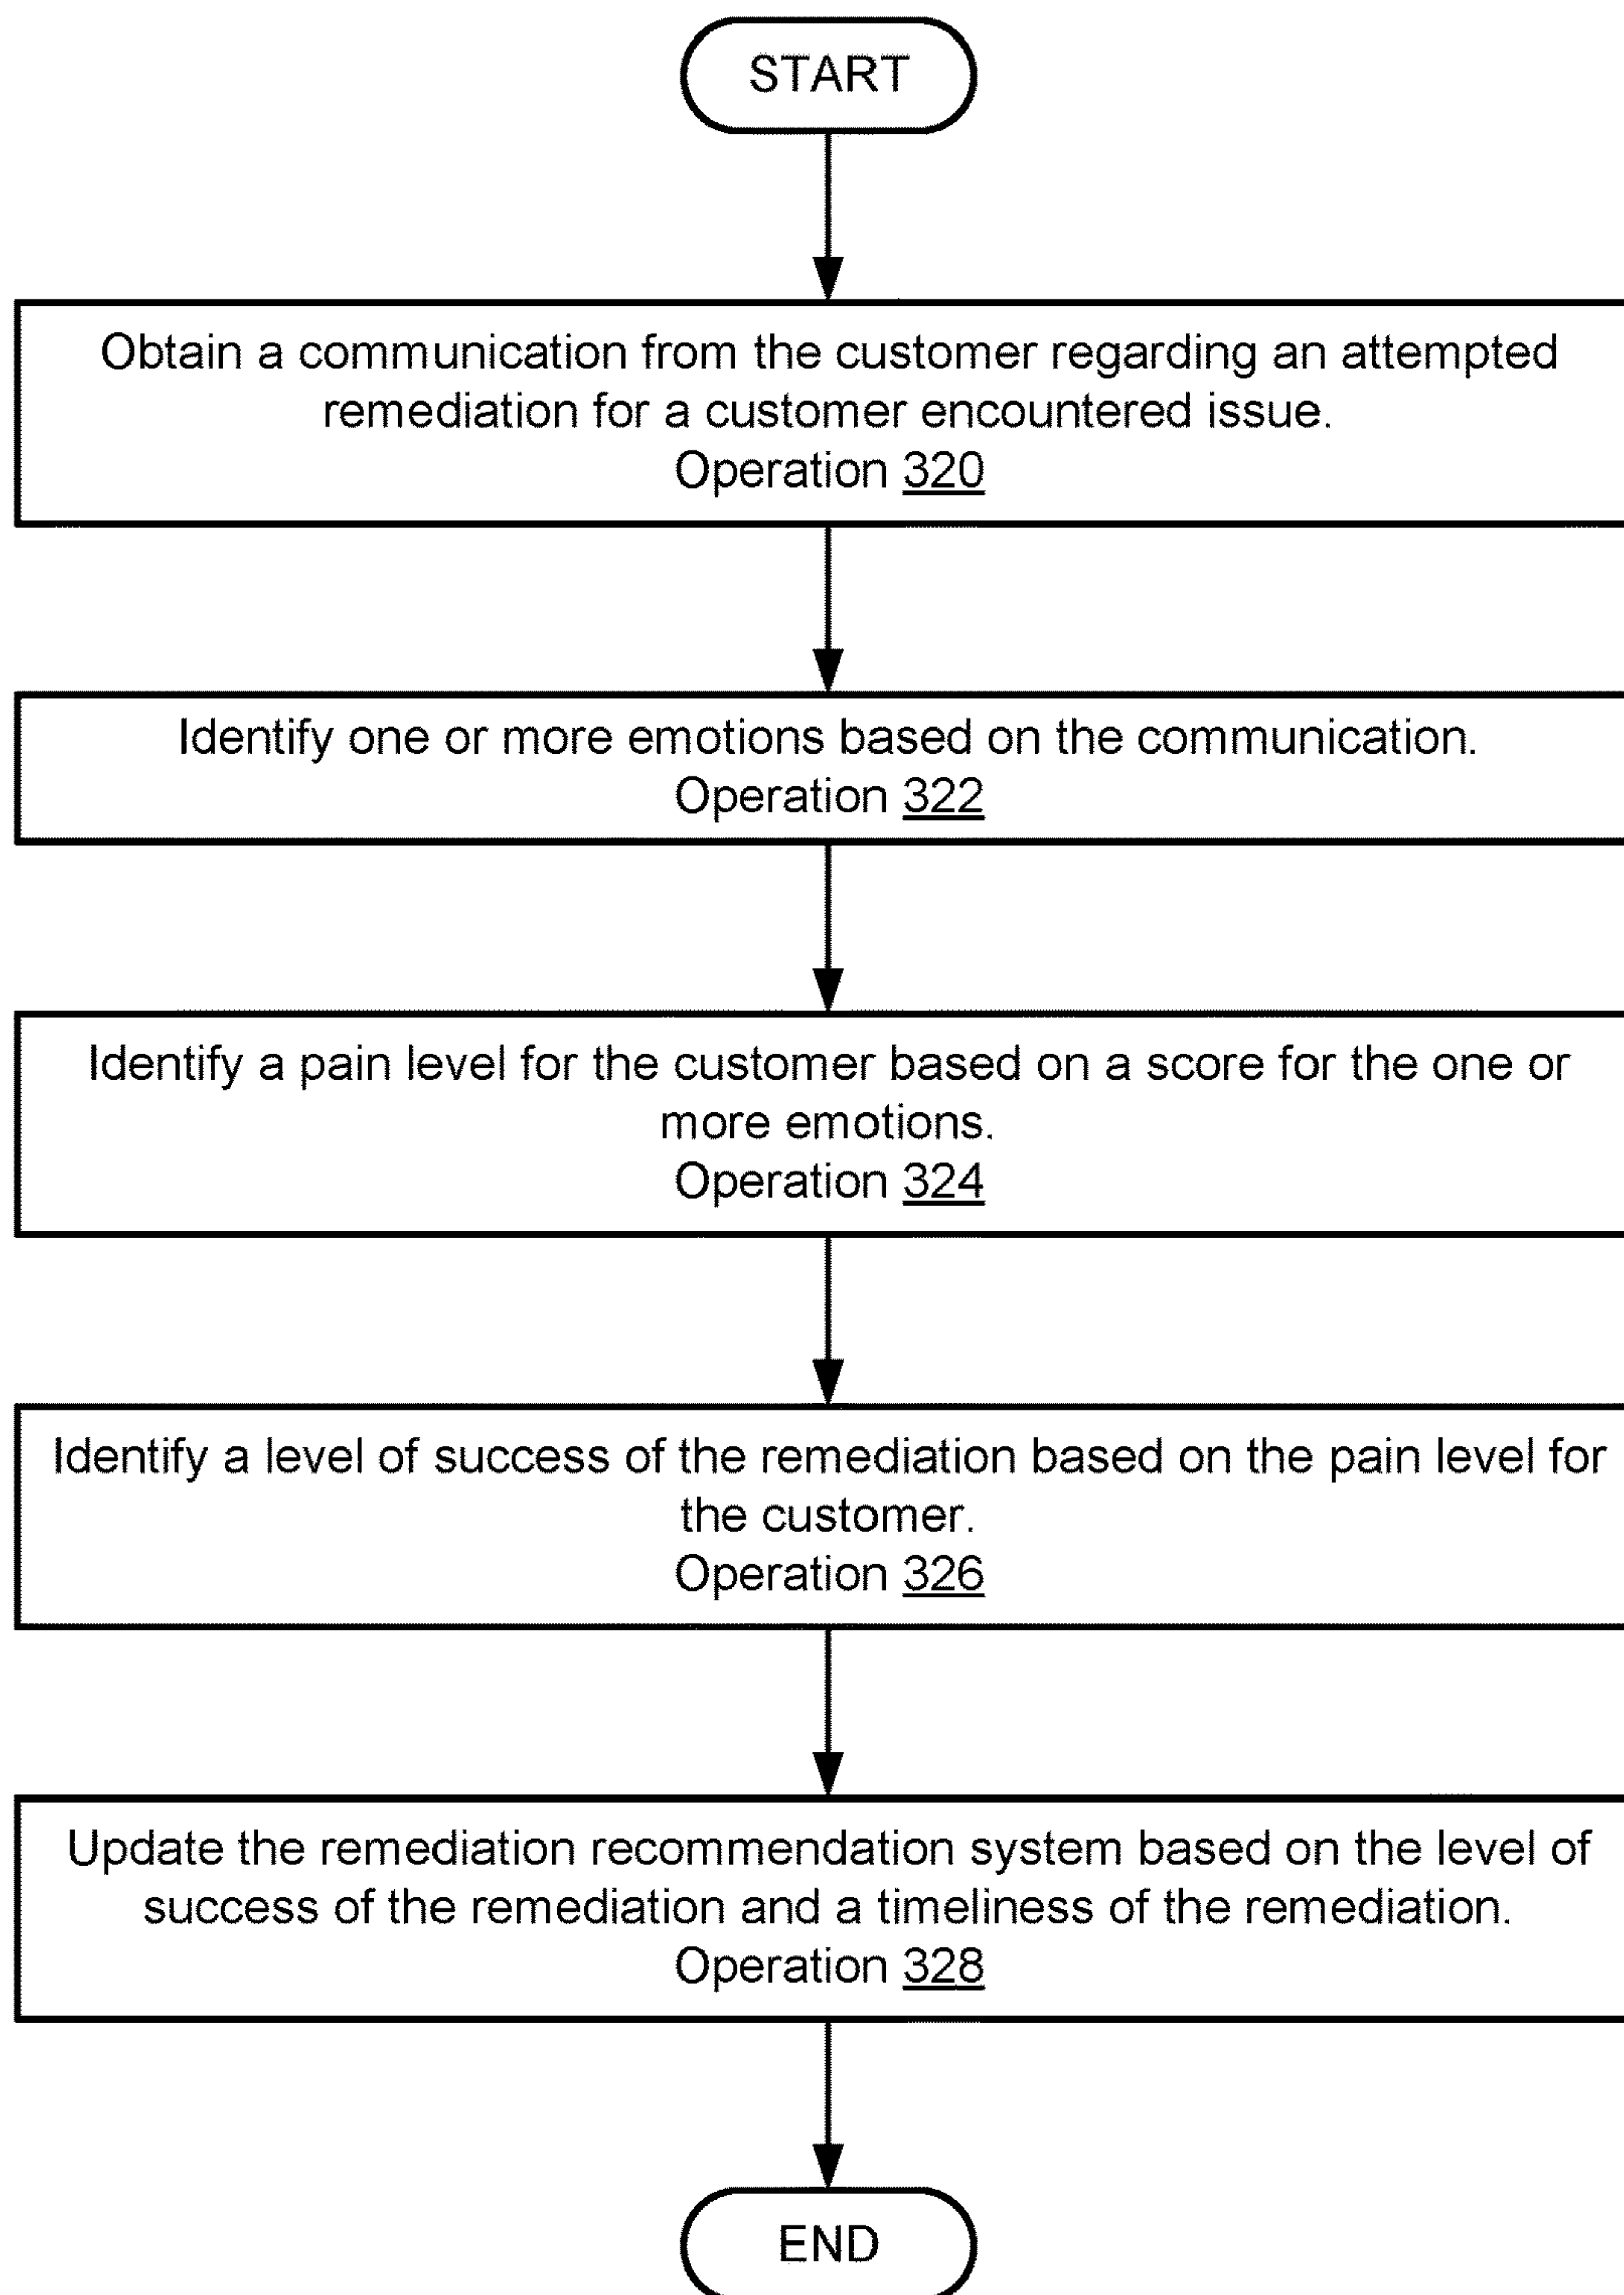 START
Obtain a communication from the customer regarding an attempted
remediation for a customer encountered issue.
Operation 320
Identify one or more emotions based on the communication.
Operation 322
Identify a pain level for the customer based on a score for the one or
more emotions.
Operation 324
Identify a level of success of the remediation based on the pain level for
the customer.
Operation 326
Update the remediation recommendation system based on the level of
success of the remediation and a timeliness of the remediation.
Operation 328
END